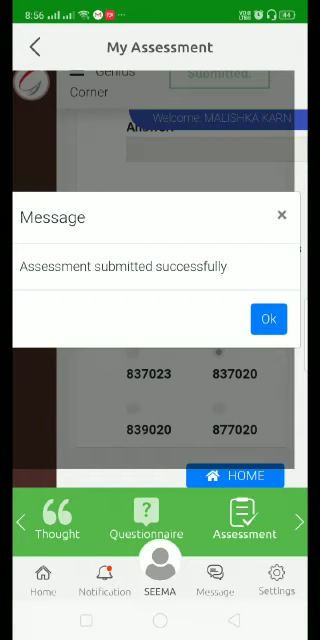 8:56
44
My Assessment
Genius
Corner
Submitted.
Welcome: MALISHKA KARN
Answer:
Message
×
Assessment submitted successfully
Ok
837023 837020
839020 877020
HOME
Thought Questionnaire Assessment
Home Notification SEEMA Message Settings